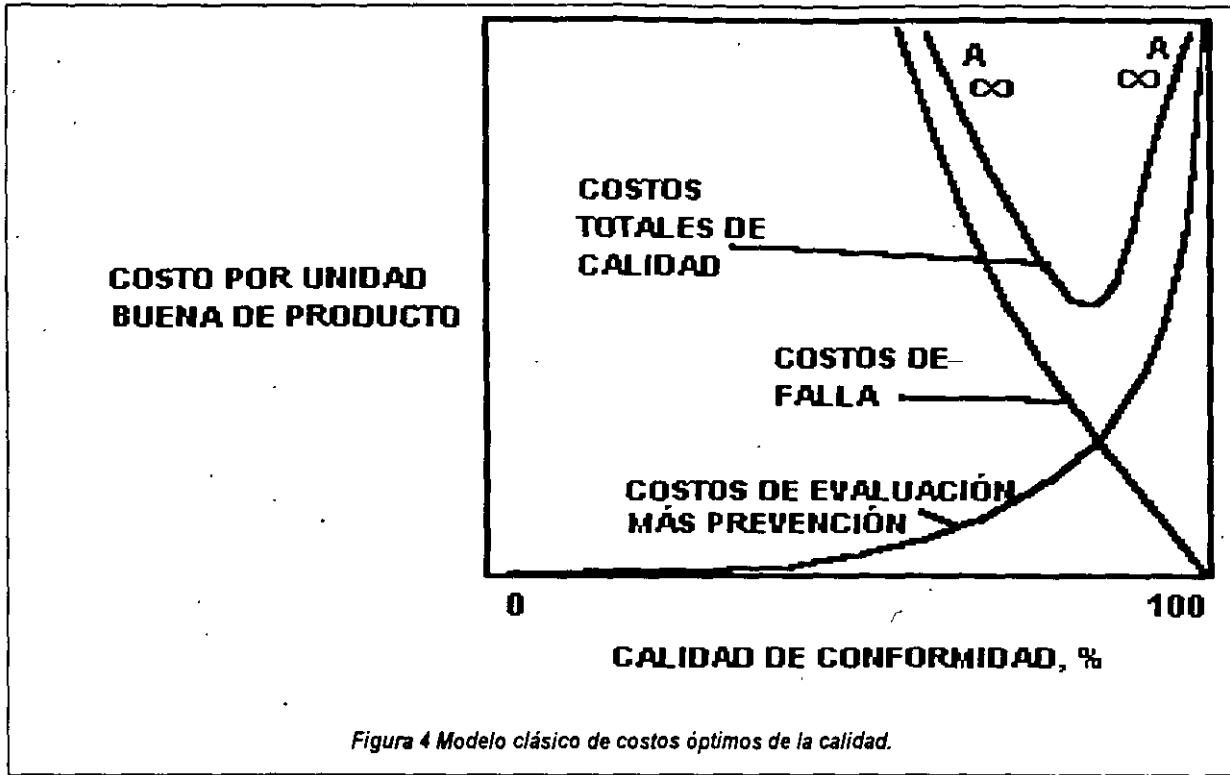 A
∞
A
∞
COSTOS
TOTALES DE
CALIDAD
COSTO POR UNIDAD
BUENA DE PRODUCTO
COSTOS DE
FALLA
COSTOS DE EVALUACIÓN
MÁS PREVENCIÓN
0
100
CALIDAD DE CONFORMIDAD, %
Figura 4 Modelo clásico de costos óptimos de la calidad.